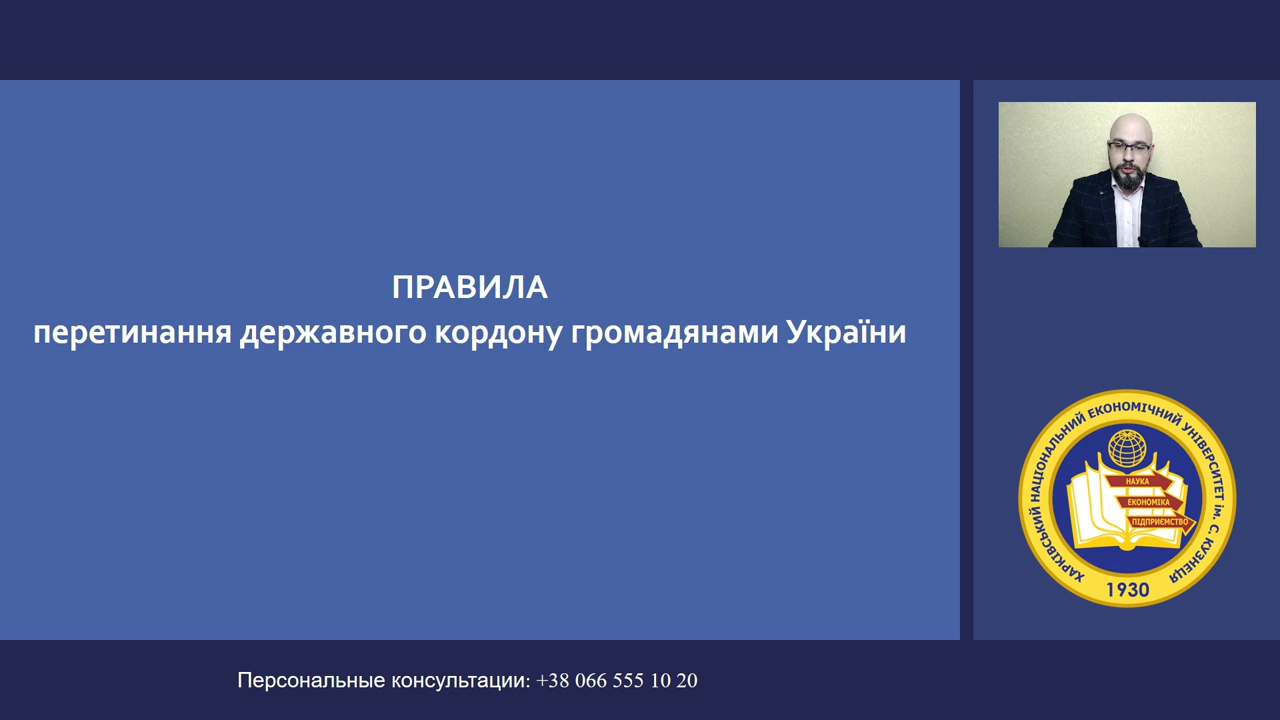 ПРАВИЛА
перетинання державного кордону громадянами України
ХАРКІВСЬКИЙ НАЦІОНАЛЬНИЙ ЕКОНОМІЧНИЙ УНІВЕРСИТЕТ ім. С. КУЗНЕЦЯ
НАУКА
ЕКОНОМІКА
ПІДПРИЄМСТВО
1930
Персональные консультации: +38 066 555 10 20